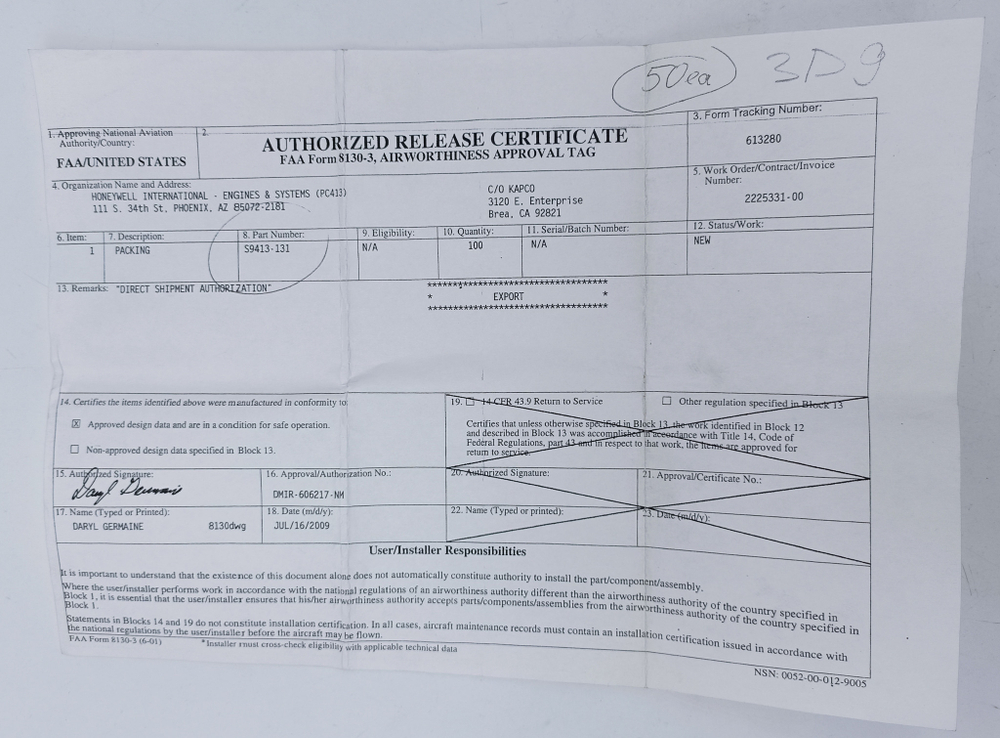 50ea 3D9
1. Approving National Aviation
Authority/Country:
FAA/UNITED STATES
2.
AUTHORIZED RELEASE CERTIFICATE
FAA Form 8130-3, AIRWORTHINESS APPROVAL TAG
3. Form Tracking Number:
613280
4. Organization Name and Address:
HONEYWELL INTERNATIONAL - ENGINES & SYSTEMS (PC413)
111 S. 34th St, PHOENIX, AZ 85072-2181
C/O KAPCO
3120 E. Enterprise
Brea, CA 92821
5. Work Order/Contract/Invoice
Number:
2225331-00
6. Item:
1
7. Description:
PACKING
8. Part Number:
S9413-131
9. Eligibility:
N/A
10. Quantity:
100
11. Serial/Batch Number:
N/A
12. Status/Work:
NEW
13. Remarks: "DIRECT SHIPMENT AUTHORIZATION"
***********************************
* EXPORT *
***********************************
14. Certifies the items identified above were manufactured in conformity to:
☒ Approved design data and are in a condition for safe operation.
☐ Non-approved design data specified in Block 13.
19. ☐ 14 CFR 43.9 Return to Service ☐ Other regulation specified in Block 13
Certifies that unless otherwise specified in Block 13, the work identified in Block 12
and described in Block 13 was accomplished in accordance with Title 14, Code of
Federal Regulations, part 43 and in respect to that work, the items are approved for
return to service.
15. Authorized Signature:
Daryl Germaine
16. Approval/Authorization No.:
DMIR-606217-NM
20. Authorized Signature:
21. Approval/Certificate No.:
17. Name (Typed or Printed):
DARYL GERMAINE 8130dwg
18. Date (m/d/y):
JUL/16/2009
22. Name (Typed or printed):
23. Date (m/d/y):
User/Installer Responsibilities
It is important to understand that the existence of this document alone does not automatically constitute authority to install the part/component/assembly.
Where the user/installer performs work in accordance with the national regulations of an airworthiness authority different than the airworthiness authority of the country specified in
Block 1, it is essential that the user/installer ensures that his/her airworthiness authority accepts parts/components/assemblies from the airworthiness authority of the country specified in
Block 1.
Statements in Blocks 14 and 19 do not constitute installation certification. In all cases, aircraft maintenance records must contain an installation certification issued in accordance with
the national regulations by the user/installer before the aircraft may be flown.
FAA Form 8130-3 (6-01) *Installer must cross-check eligibility with applicable technical data
NSN: 0052-00-012-9005